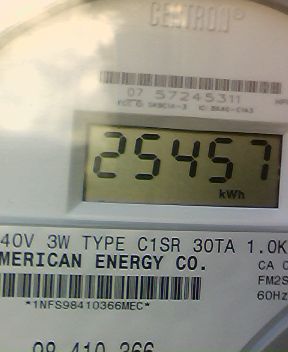 CENTRON®
07 57245311
25457
kWh
40V 3W TYPE C1SR 30TA 1.0K
MERICAN ENERGY CO.
CA 0
FM2S
60Hz
*1NFS98410366MEC*
98 410 366